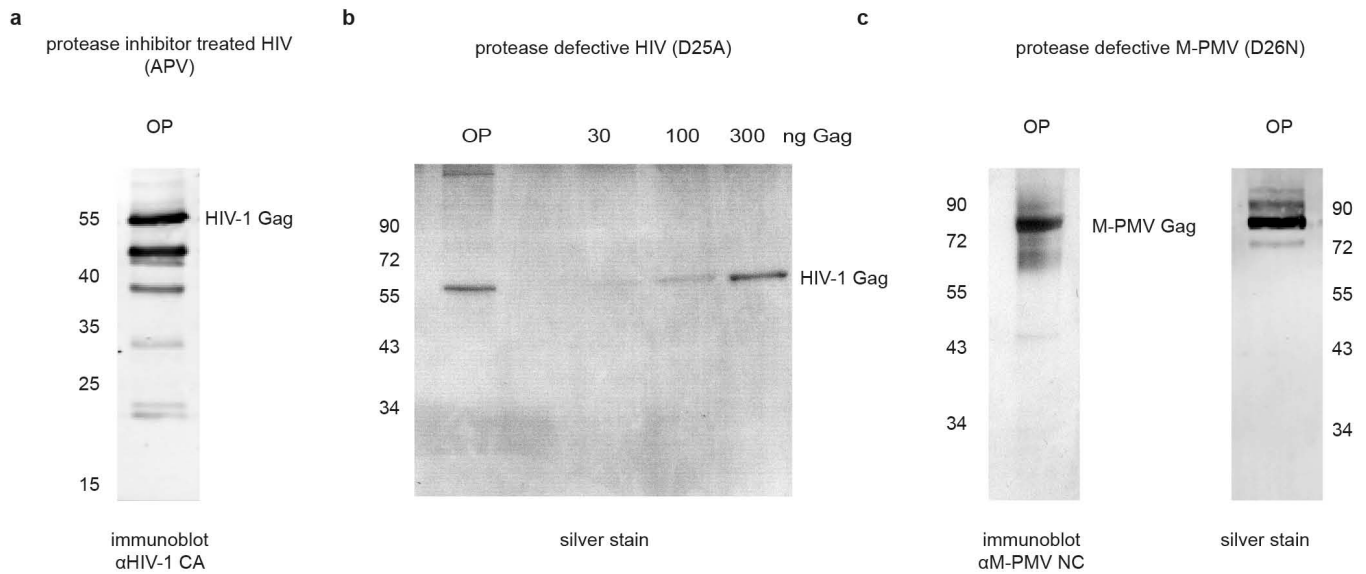 a
protease inhibitor treated HIV
(APV)
OP
55
HIV-1 Gag
40
35
25
15
immunoblot
αHIV-1 CA
b
protease defective HIV (D25A)
OP 30 100 300 ng Gag
90
72
55
HIV-1 Gag
43
34
silver stain
c
protease defective M-PMV (D26N)
OP
90
72
M-PMV Gag
55
43
34
immunoblot
αM-PMV NC
OP
90
72
55
43
34
silver stain